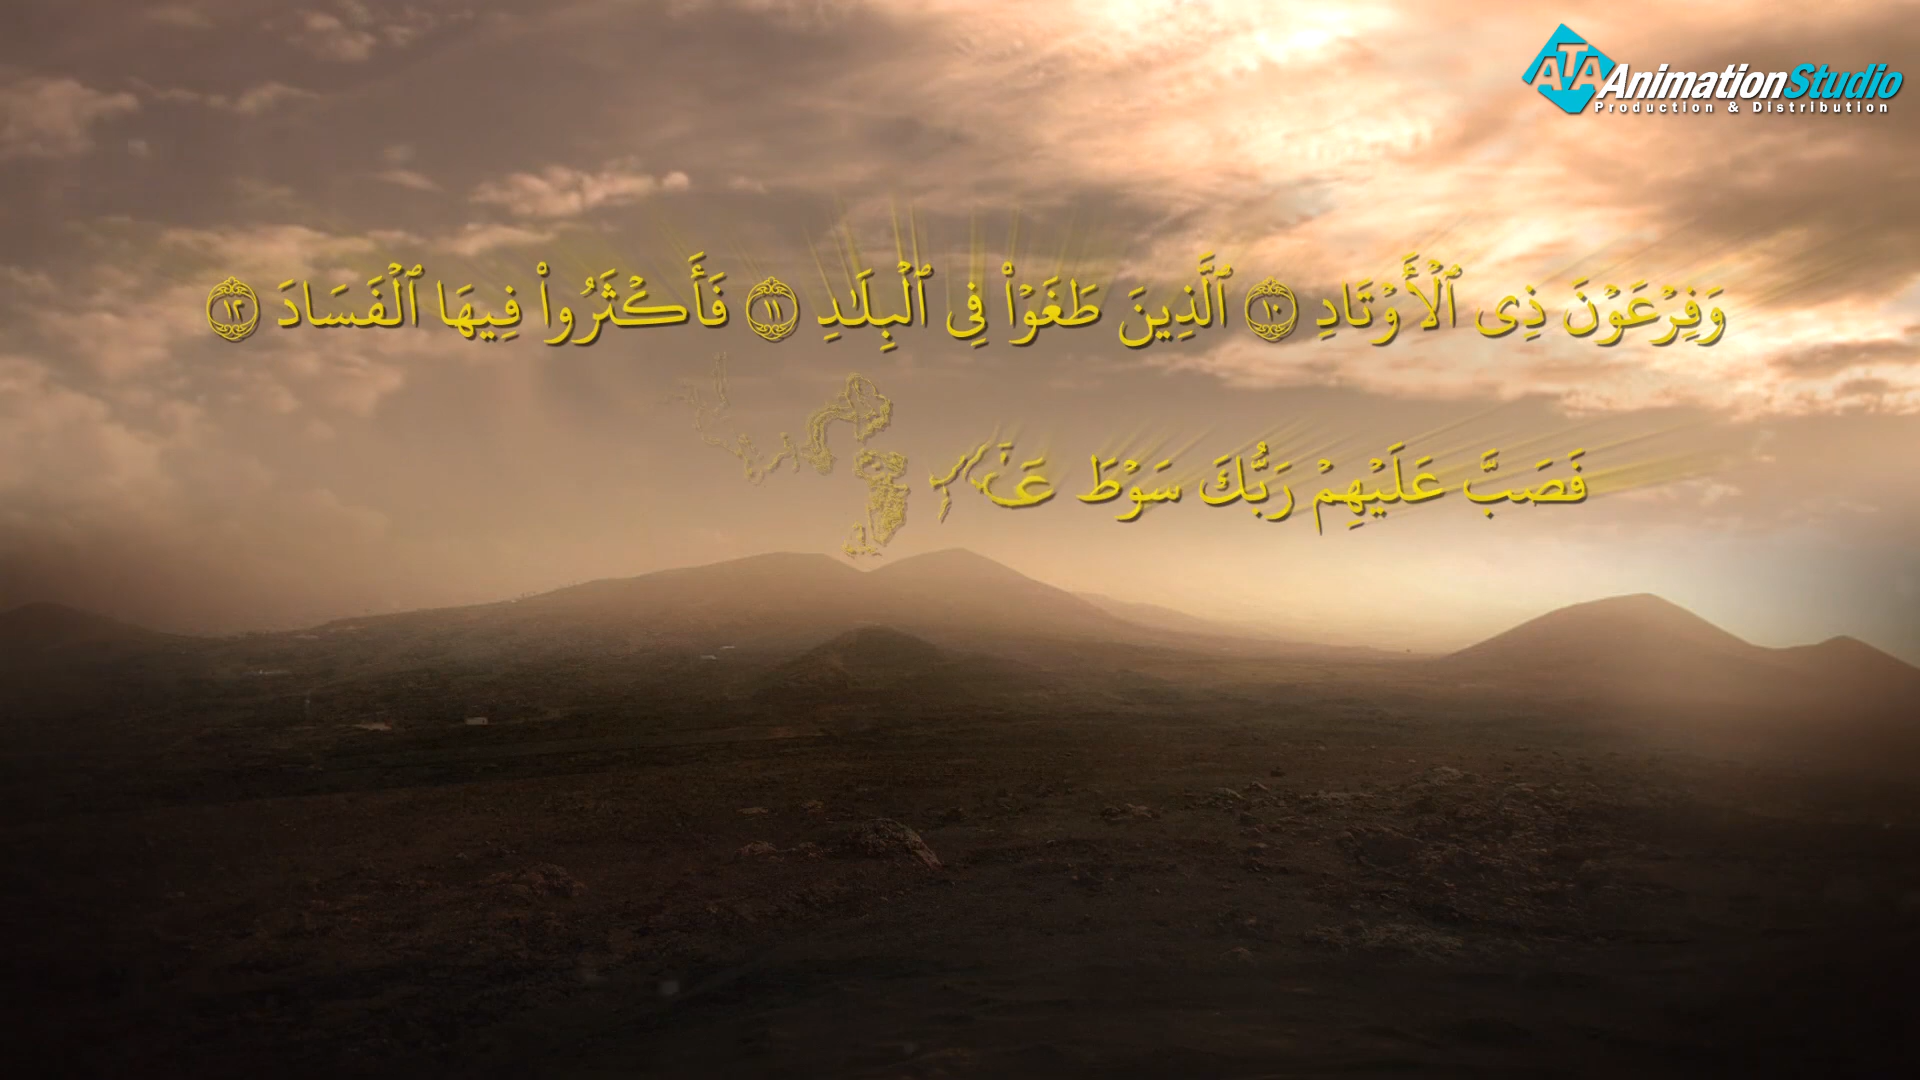 ATA AnimationStudio
Production & Distribution
وَفِرْعَوْنَ ذِى ٱلْأَوْتَادِ ١٠ ٱلَّذِينَ طَغَوْا۟ فِى ٱلْبِلَـٰدِ ١١ فَأَكْثَرُوا۟ فِيهَا ٱلْفَسَادَ ١٢
فَصَبَّ عَلَيْهِمْ رَبُّكَ سَوْطَ